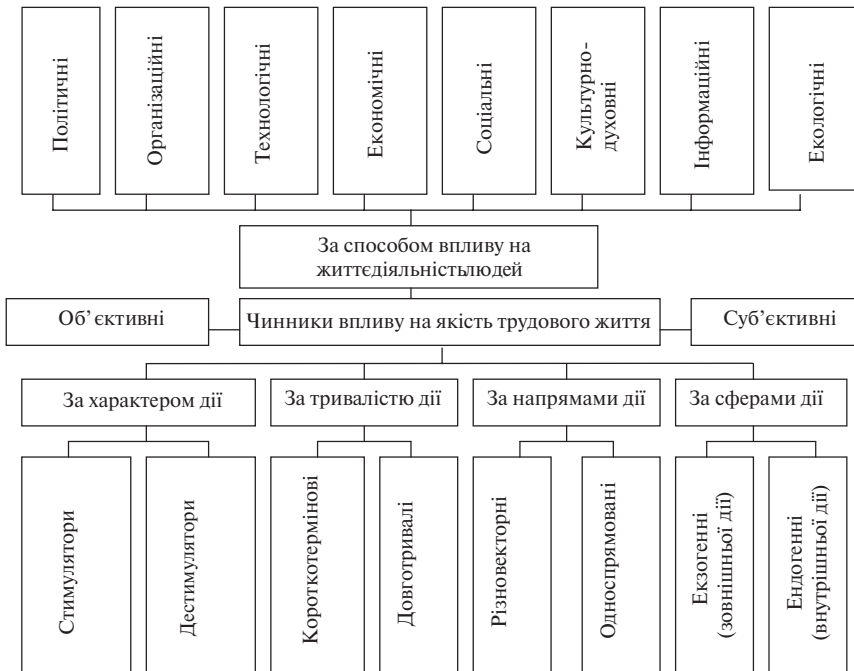 Політичні
Організаційні
Технологічні
Економічні
Соціальні
Культурно-
духовні
Інформаційні
Екологічні
За способом впливу на
життєдіяльністьлюдей
Об’єктивні
Чинники впливу на якість трудового життя
Суб’єктивні
За характером дії
За тривалістю дії
За напрямами дії
За сферами дії
Стимулятори
Дестимулятори
Короткотермінові
Довготривалі
Різновекторні
Односпрямовані
Екзогенні
(зовнішньої дії)
Ендогенні
(внутрішньої дії)